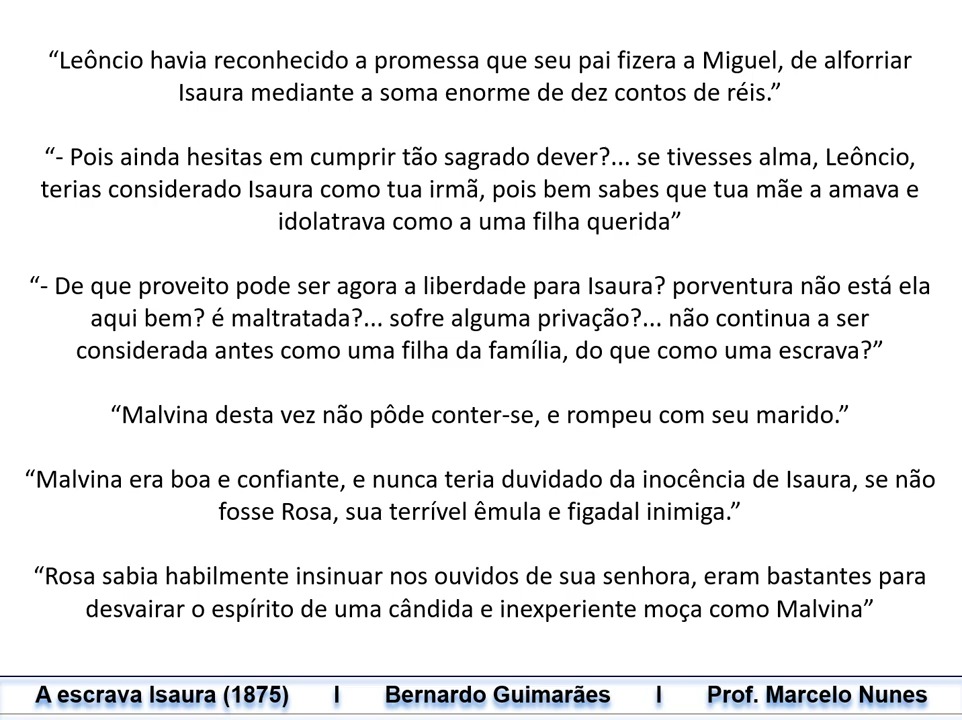 “Leôncio havia reconhecido a promessa que seu pai fizera a Miguel, de alforriar
Isaura mediante a soma enorme de dez contos de réis.”
“- Pois ainda hesitas em cumprir tão sagrado dever?... se tivesses alma, Leôncio,
terias considerado Isaura como tua irmã, pois bem sabes que tua mãe a amava e
idolatrava como a uma filha querida”
“- De que proveito pode ser agora a liberdade para Isaura? porventura não está ela
aqui bem? é maltratada?... sofre alguma privação?... não continua a ser
considerada antes como uma filha da família, do que como uma escrava?”
“Malvina desta vez não pôde conter-se, e rompeu com seu marido.”
“Malvina era boa e confiante, e nunca teria duvidado da inocência de Isaura, se não
fosse Rosa, sua terrível êmula e figadal inimiga.”
“Rosa sabia habilmente insinuar nos ouvidos de sua senhora, eram bastantes para
desvairar o espírito de uma cândida e inexperiente moça como Malvina”
A escrava Isaura (1875) I Bernardo Guimarães I Prof. Marcelo Nunes